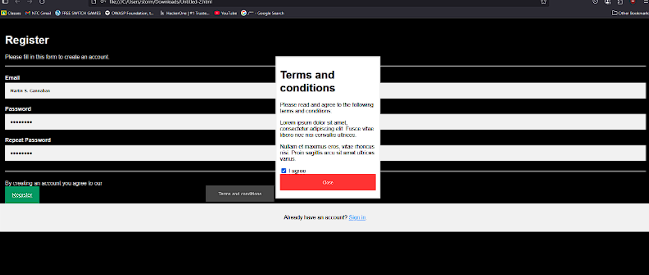 file:///C:/Users/storm/Downloads/Untitled-2.html
Classes
NTC Gmail
FREE SWITCH GAMES
OWASP Foundation, t...
HackerOne | #1 Truste...
YouTube
- Google Search
Other Bookmarks
Register
Please fill in this form to create an account.
Email
Password
Repeat Password
By creating an account you agree to our
Terms and conditions
Register
Already have an account? Sign in
Terms and
conditions
Please read and agree to the following
terms and conditions.
Lorem ipsum dolor sit amet,
consectetur adipiscing elit. Fusce vitae
libero nec nisi convallis ultrices.
Nullam et maximus eros, vitae rhoncus
nisi. Proin sagittis arcu sit amet ultrices
varius.
I agree
Close